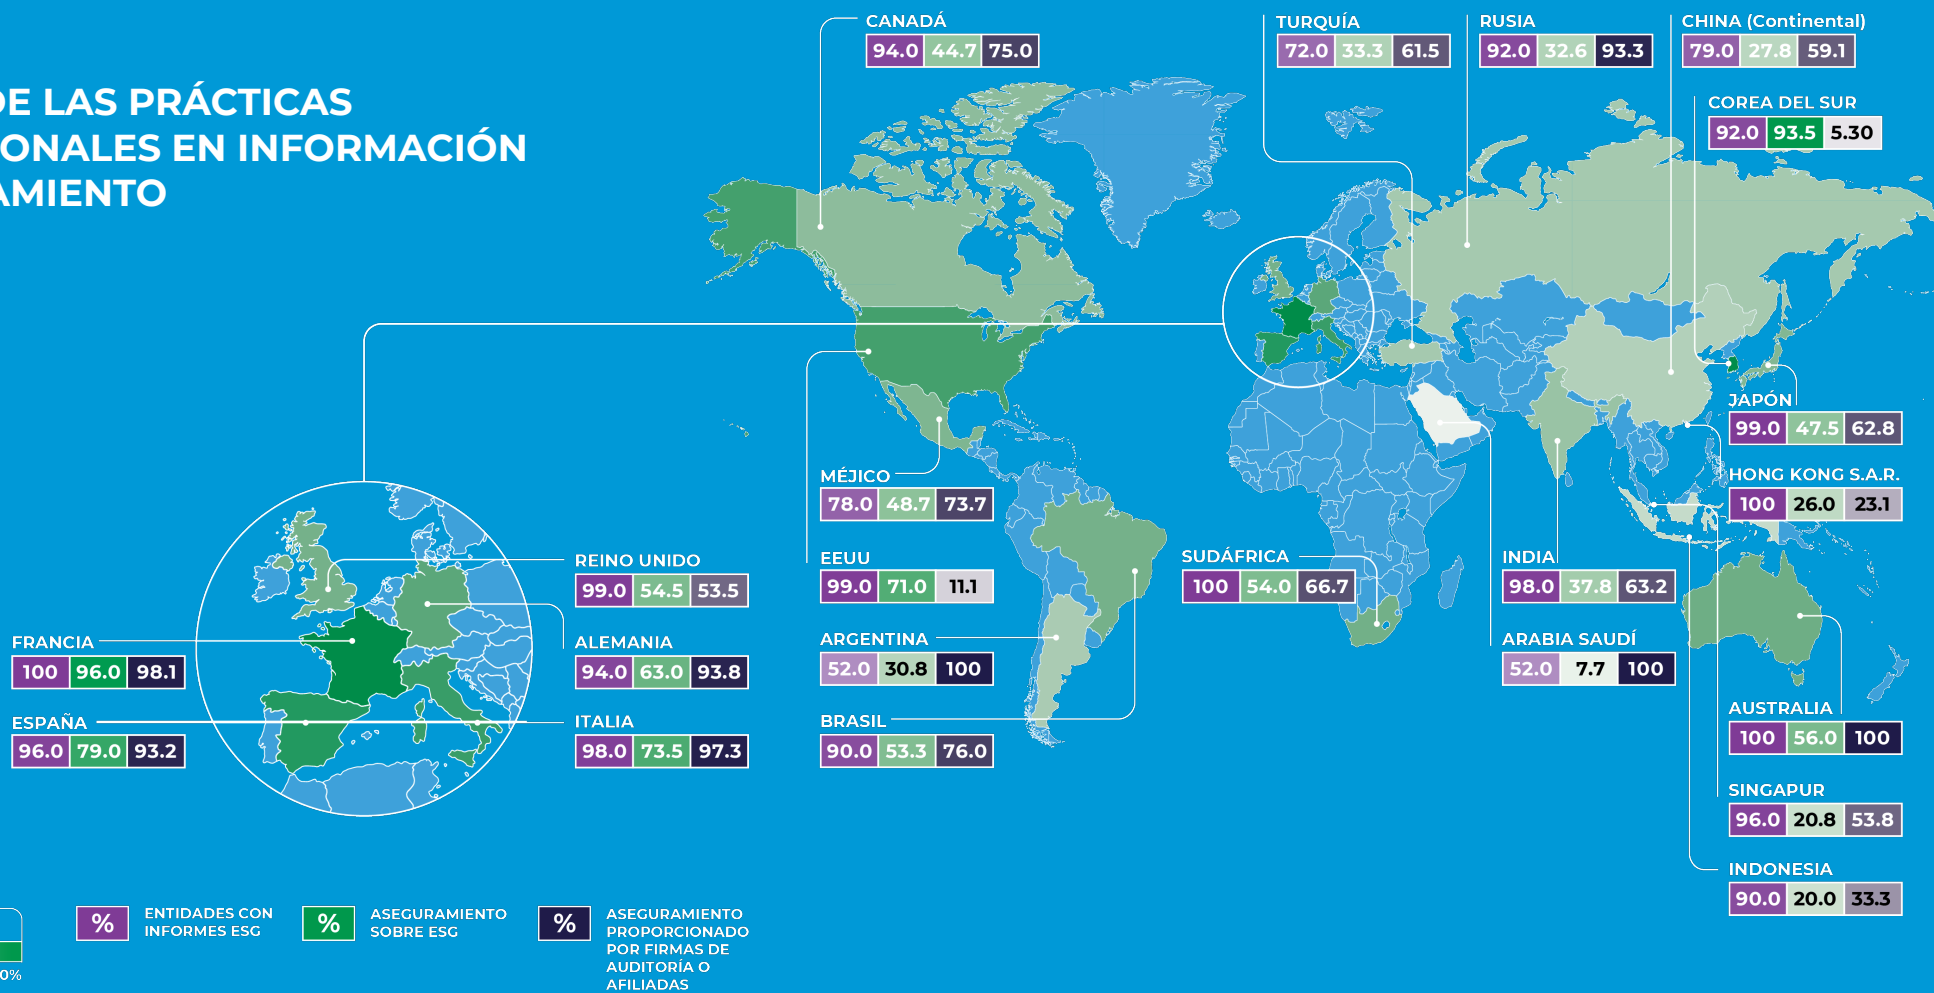 DE LAS PRÁCTICAS
ONALES EN INFORMACIÓN
AMIENTO
CANADÁ
94.0 44.7 75.0
TURQUÍA
72.0 33.3 61.5
RUSIA
92.0 32.6 93.3
CHINA (Continental)
79.0 27.8 59.1
COREA DEL SUR
92.0 93.5 5.30
JAPÓN
99.0 47.5 62.8
HONG KONG S.A.R.
100 26.0 23.1
MÉJICO
78.0 48.7 73.7
EEUU
99.0 71.0 11.1
ARGENTINA
52.0 30.8 100
BRASIL
90.0 53.3 76.0
SUDÁFRICA
100 54.0 66.7
INDIA
98.0 37.8 63.2
ARABIA SAUDÍ
52.0 7.7 100
AUSTRALIA
100 56.0 100
SINGAPUR
96.0 20.8 53.8
INDONESIA
90.0 20.0 33.3
REINO UNIDO
99.0 54.5 53.5
FRANCIA
100 96.0 98.1
ALEMANIA
94.0 63.0 93.8
ESPAÑA
96.0 79.0 93.2
ITALIA
98.0 73.5 97.3
0%
% ENTIDADES CON
INFORMES ESG
% ASEGURAMIENTO
SOBRE ESG
% ASEGURAMIENTO
PROPORCIONADO
POR FIRMAS DE
AUDITORÍA O
AFILIADAS